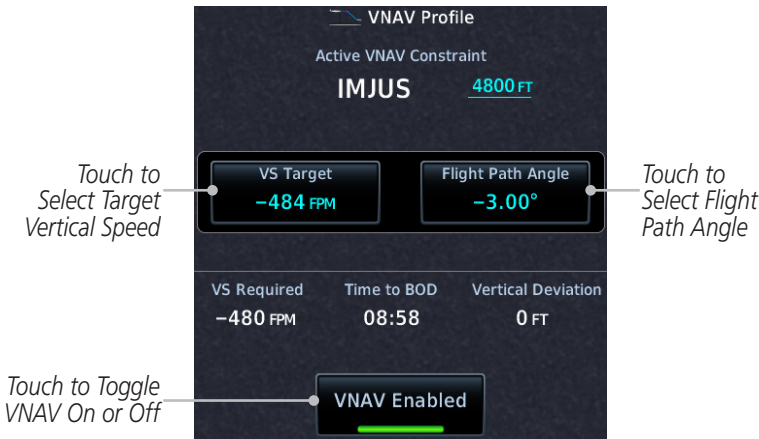 VNAV Profile
Active VNAV Constraint
IMJUS 4800 FT
Touch to
Select Target
Vertical Speed
VS Target
−484 FPM
Flight Path Angle
−3.00°
Touch to
Select Flight
Path Angle
VS Required Time to BOD Vertical Deviation
−480 FPM 08:58 0 FT
Touch to Toggle
VNAV On or Off
VNAV Enabled